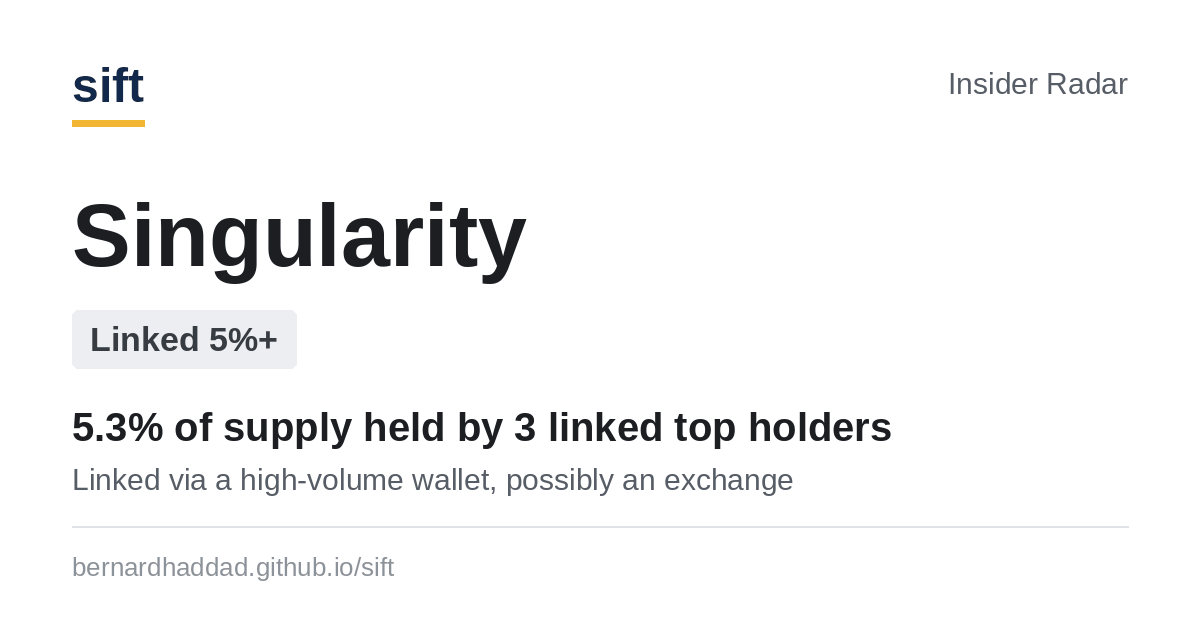 sift
Insider Radar
Singularity
Linked 5%+
5.3% of supply held by 3 linked top holders
Linked via a high-volume wallet, possibly an exchange
bernardhaddad.github.io/sift